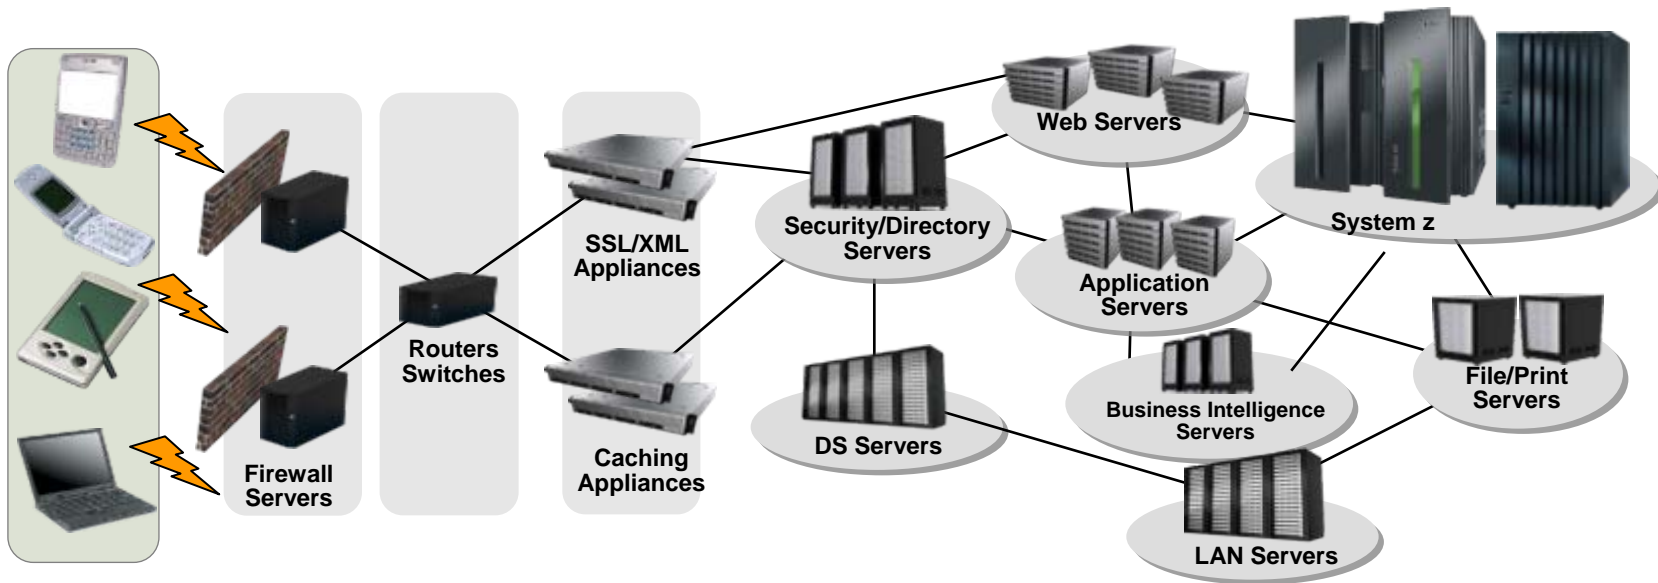 Firewall
Servers
Routers
Switches
SSL/XML
Appliances
Caching
Appliances
Security/Directory
Servers
DS Servers
Web Servers
Application
Servers
Business Intelligence
Servers
LAN Servers
System z
File/Print
Servers